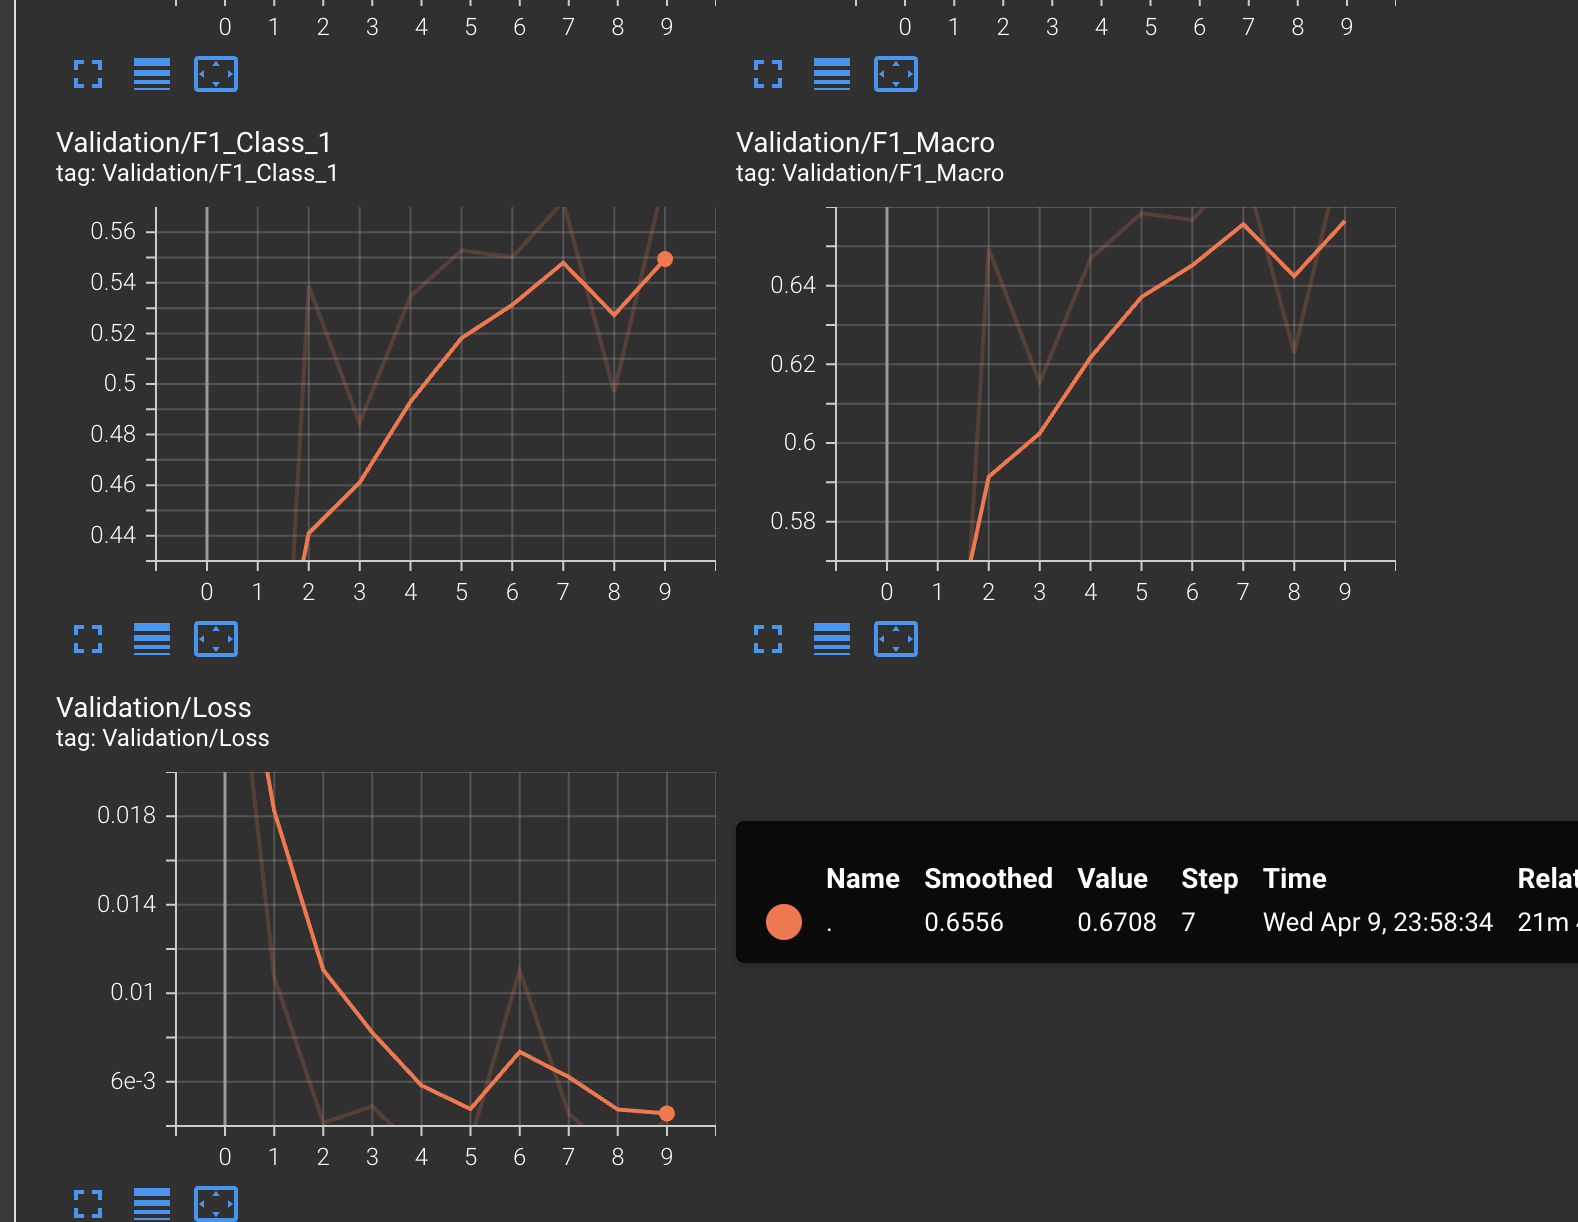 0 1 2 3 4 5 6 7 8 9
0 1 2 3 4 5 6 7 8 9
Validation/F1_Class_1
tag: Validation/F1_Class_1
0.56
0.54
0.52
0.5
0.48
0.46
0.44
0 1 2 3 4 5 6 7 8 9
Validation/F1_Macro
tag: Validation/F1_Macro
0.64
0.62
0.6
0.58
0 1 2 3 4 5 6 7 8 9
Validation/Loss
tag: Validation/Loss
0.018
0.014
0.01
6e-3
0 1 2 3 4 5 6 7 8 9
Name Smoothed Value Step Time Relat
. 0.6556 0.6708 7 Wed Apr 9, 23:58:34 21m